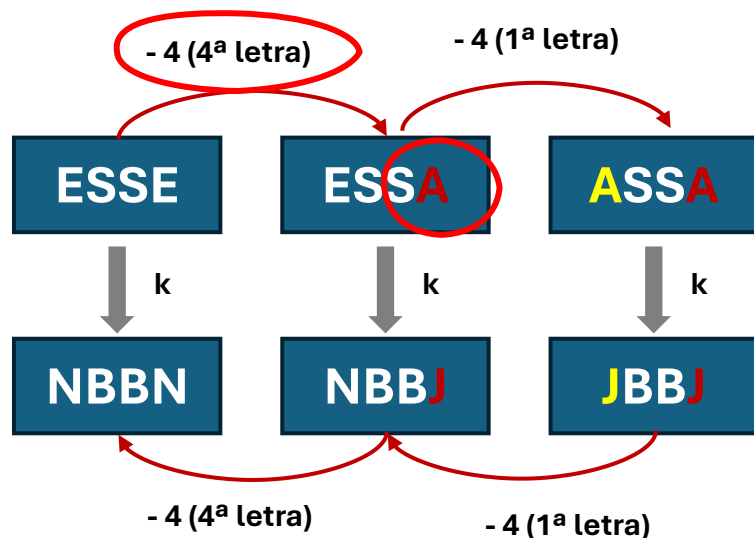 - 4 (4ª letra)
- 4 (1ª letra)
ESSE
ESSA
ASSA
k
k
k
NBBN
NBBJ
JBBJ
- 4 (4ª letra)
- 4 (1ª letra)